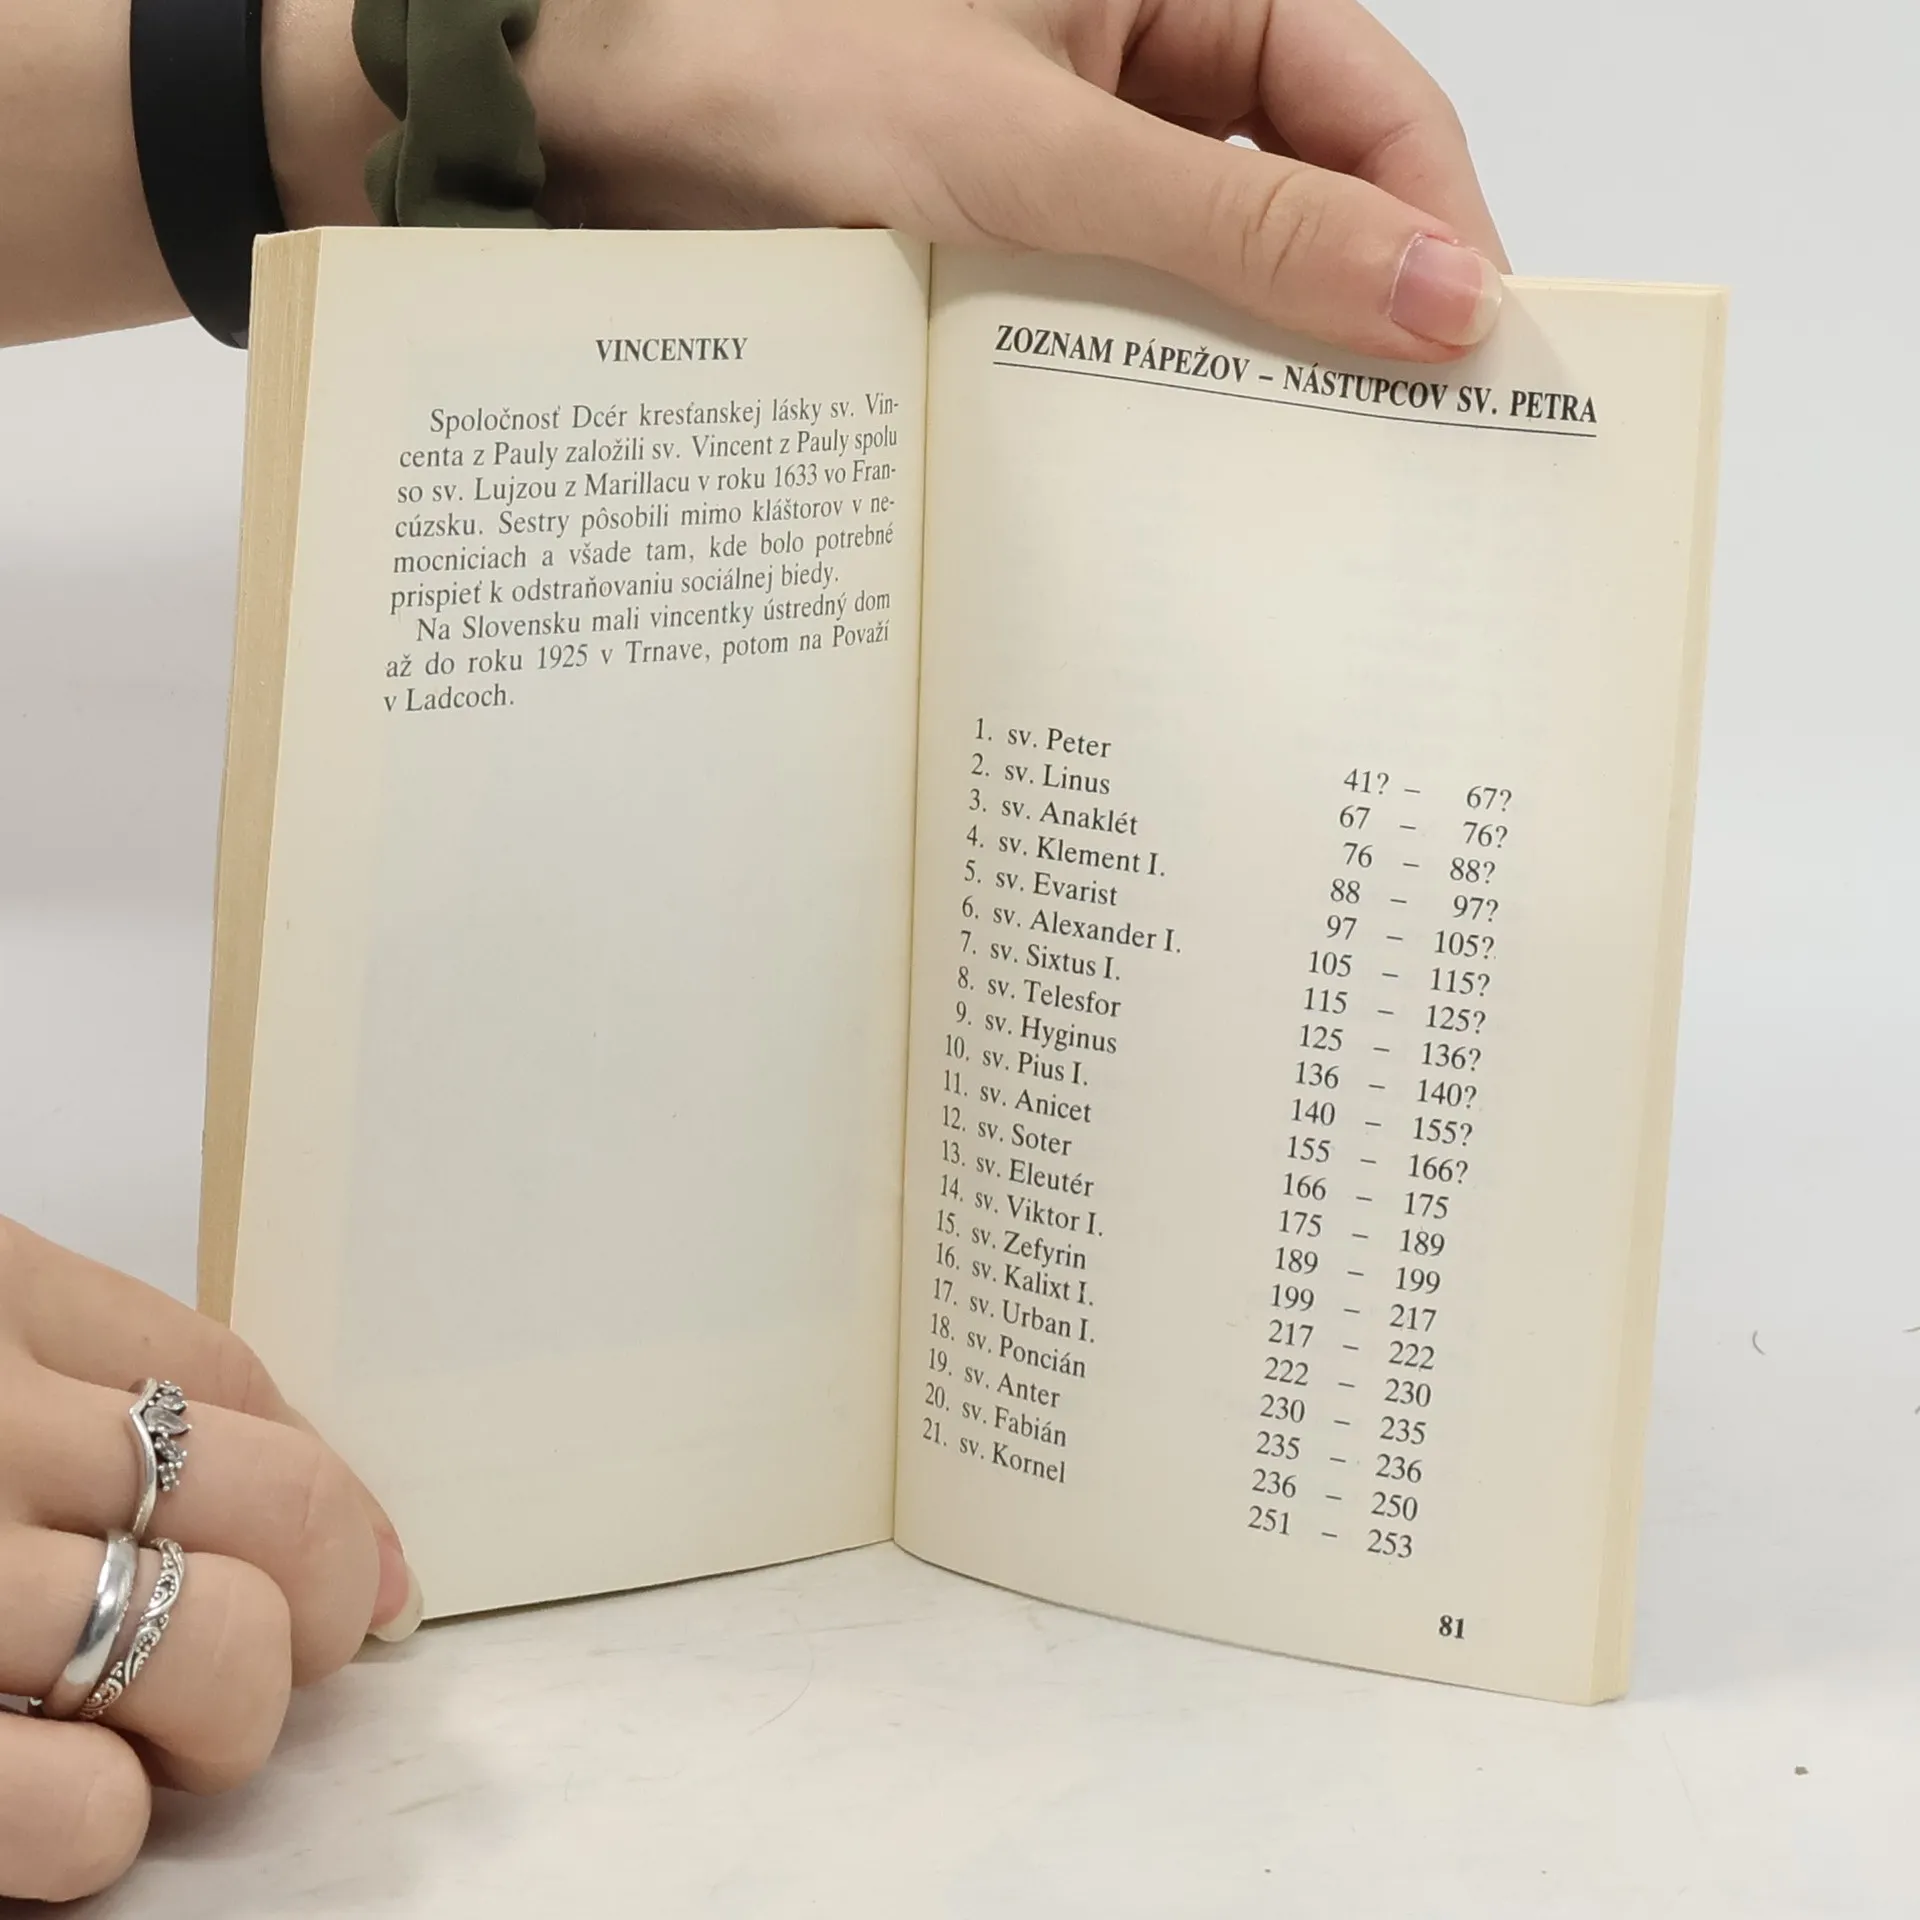 VINCENTKY
Spoločnosť Dcér kresťanskej lásky sv. Vin-
centa z Pauly založili sv. Vincent z Pauly spolu
so sv. Lujzou z Marillacu v roku 1633 vo Fran-
cúzsku. Sestry pôsobili mimo kláštorov v ne-
mocniciach a všade tam, kde bolo potrebné
prispieť k odstraňovaniu sociálnej biedy.
Na Slovensku mali vincentky ústredný dom
až do roku 1925 v Trnave, potom na Považí
v Ladcoch.
ZOZNAM PÁPEŽOV – NÁSTUPCOV SV. PETRA
1. sv. Peter 41? – 67?
2. sv. Linus 67 – 76?
3. sv. Anaklét 76 – 88?
4. sv. Klement I. 88 – 97?
5. sv. Evarist 97 – 105?
6. sv. Alexander I. 105 – 115?
7. sv. Sixtus I. 115 – 125?
8. sv. Telesfor 125 – 136?
9. sv. Hyginus 136 – 140?
10. sv. Pius I. 140 – 155?
11. sv. Anicet 155 – 166?
12. sv. Soter 166 – 175
13. sv. Eleutér 175 – 189
14. sv. Viktor I. 189 – 199
15. sv. Zefyrin 199 – 217
16. sv. Kalixt I. 217 – 222
17. sv. Urban I. 222 – 230
18. sv. Poncián 230 – 235
19. sv. Anter 235 – 236
20. sv. Fabián 236 – 250
21. sv. Kornel 251 – 253
81